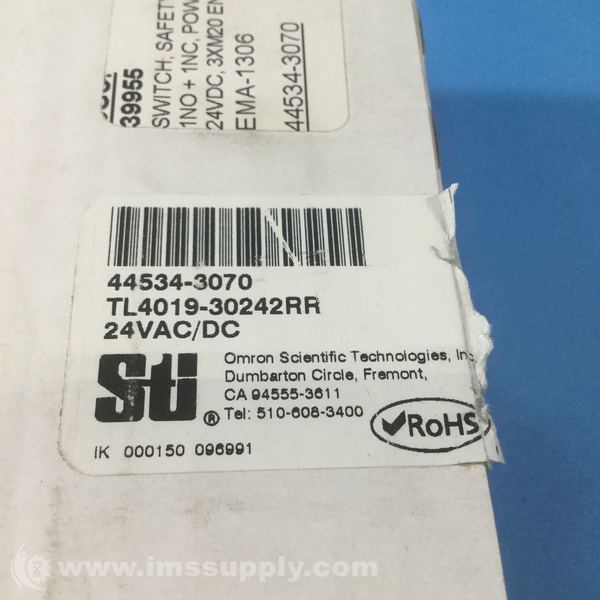 39955
SWITCH, SAFETY
1NO + 1NC, POW
24VDC, 3XM20 EN
EMA-1306
44534-3070
44534-3070
TL4019-30242RR
24VAC/DC
Sti ®
Omron Scientific Technologies, Inc
Dumbarton Circle, Fremont,
CA 94555-3611
Tel: 510-608-3400
RoHS
IK 000150 096991
© www.imssupply.com